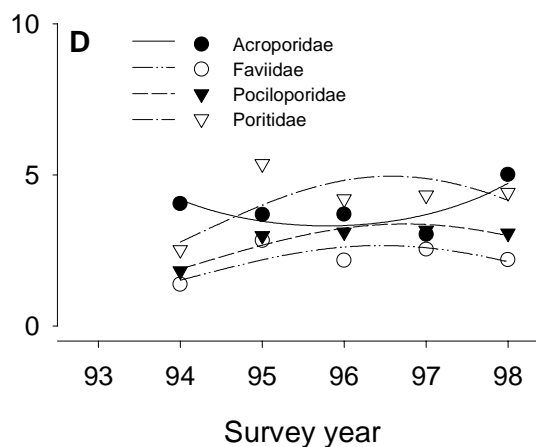 10
D
Acroporidae
Faviidae
Pociloporidae
Poritidae
5
0
93 94 95 96 97 98
Survey year